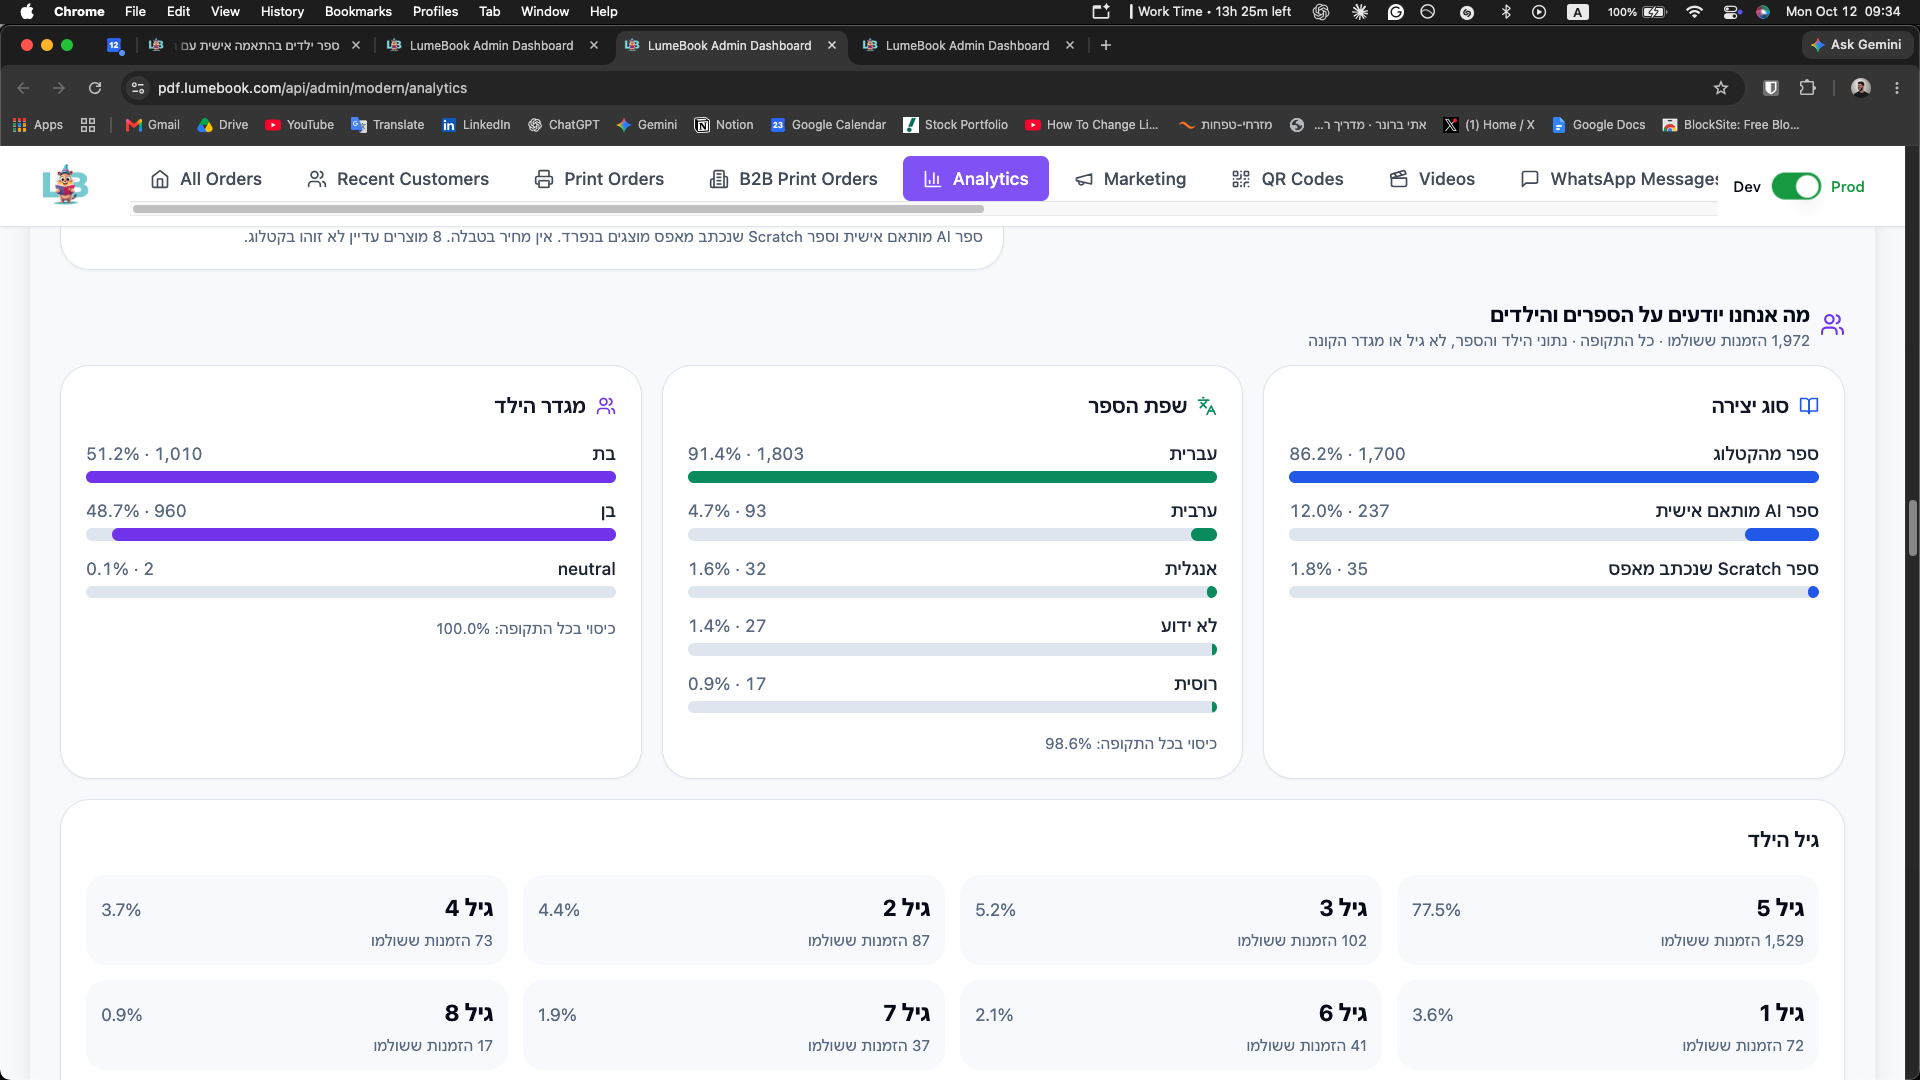 Chrome File Edit View History Bookmarks Profiles Tab Window Help
Work Time • 13h 25m left 100% Mon Oct 12 09:34
12 ספר ילדים בהתאמה אישית עם LumeBook Admin Dashboard LumeBook Admin Dashboard LumeBook Admin Dashboard Ask Gemini
pdf.lumebook.com/api/admin/modern/analytics
Apps Gmail Drive YouTube Translate LinkedIn ChatGPT Gemini Notion Google Calendar Stock Portfolio How To Change Li... מזרחי-טפחות אתי ברונר · מדריך ר... (1) Home / X Google Docs BlockSite: Free Blo...
LB All Orders Recent Customers Print Orders B2B Print Orders Analytics Marketing QR Codes Videos WhatsApp Messages Dev Prod
ספר AI מותאם אישית וספר Scratch שנכתב מאפס מוצגים בנפרד. אין מחיר בטבלה. 8 מוצרים עדיין לא זוהו בקטלוג.
מה אנחנו יודעים על הספרים והילדים
1,972 הזמנות ששולמו · כל התקופה · נתוני הילד והספר, לא גיל או מגדר הקונה
סוג יצירה
ספר מהקטלוג 86.2% · 1,700
ספר AI מותאם אישית 12.0% · 237
ספר Scratch שנכתב מאפס 1.8% · 35
שפת הספר
עברית 91.4% · 1,803
ערבית 4.7% · 93
אנגלית 1.6% · 32
לא ידוע 1.4% · 27
רוסית 0.9% · 17
כיסוי בכל התקופה: 98.6%
מגדר הילד
בת 51.2% · 1,010
בן 48.7% · 960
neutral 0.1% · 2
כיסוי בכל התקופה: 100.0%
גיל הילד
גיל 5 77.5%
1,529 הזמנות ששולמו
גיל 3 5.2%
102 הזמנות ששולמו
גיל 2 4.4%
87 הזמנות ששולמו
גיל 4 3.7%
73 הזמנות ששולמו
גיל 1 3.6%
72 הזמנות ששולמו
גיל 6 2.1%
41 הזמנות ששולמו
גיל 7 1.9%
37 הזמנות ששולמו
גיל 8 0.9%
17 הזמנות ששולמו